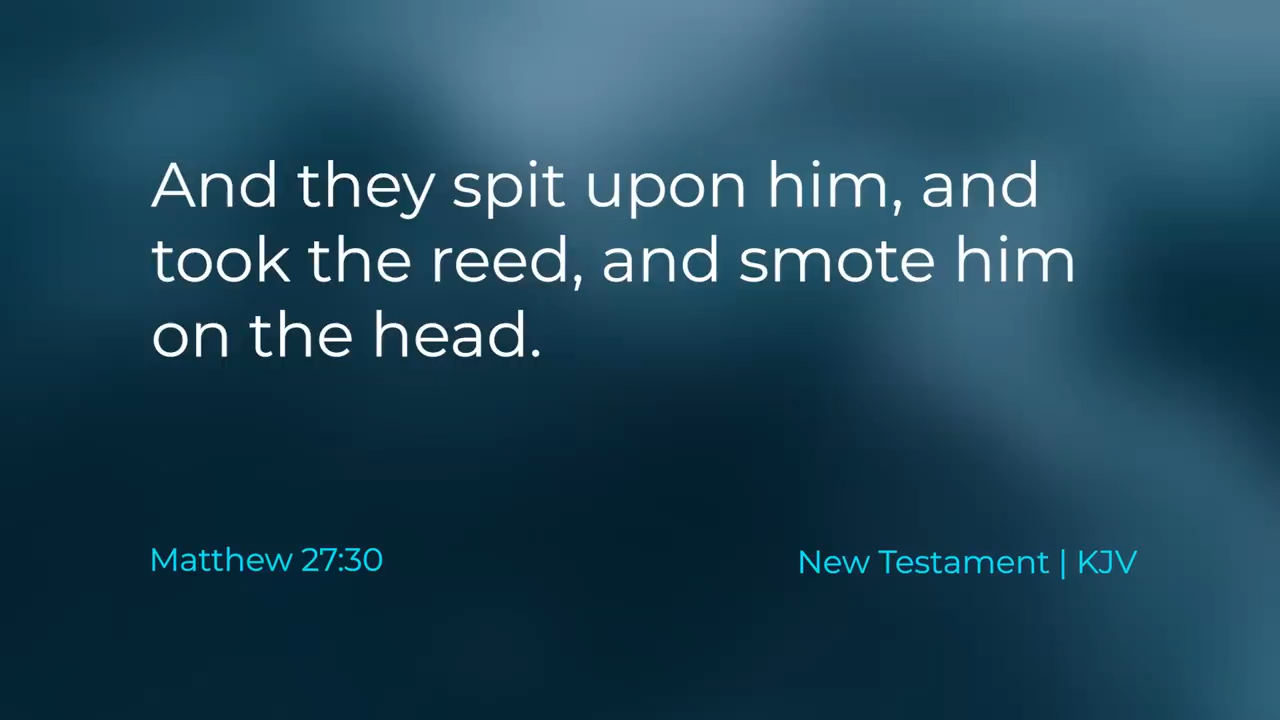 And they spit upon him, and
took the reed, and smote him
on the head.
Matthew 27:30
New Testament | KJV